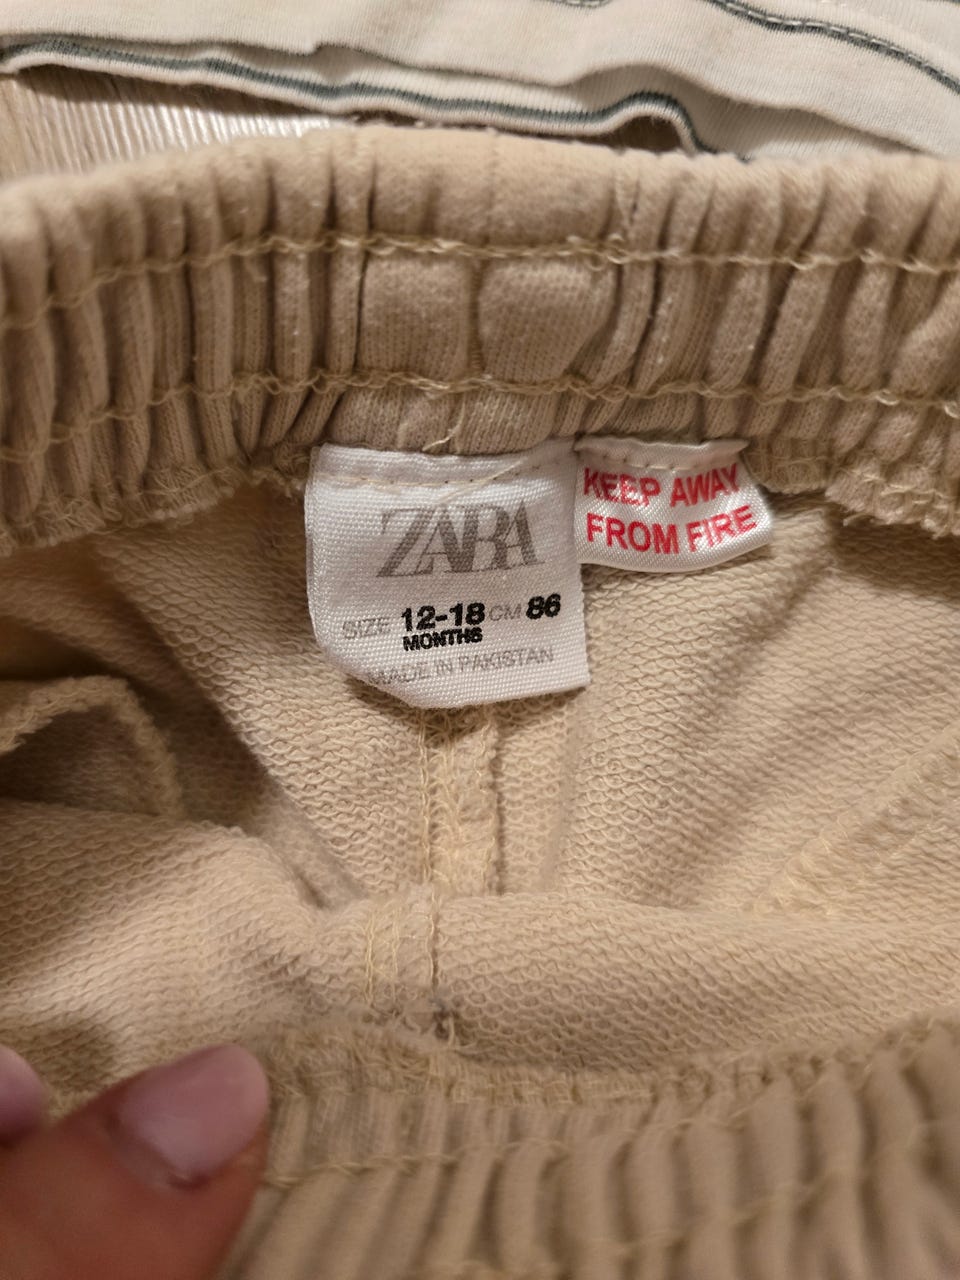 ZARA
SIZE 12-18 CM 86
MONTHS
MADE IN PAKISTAN
KEEP AWAY
FROM FIRE